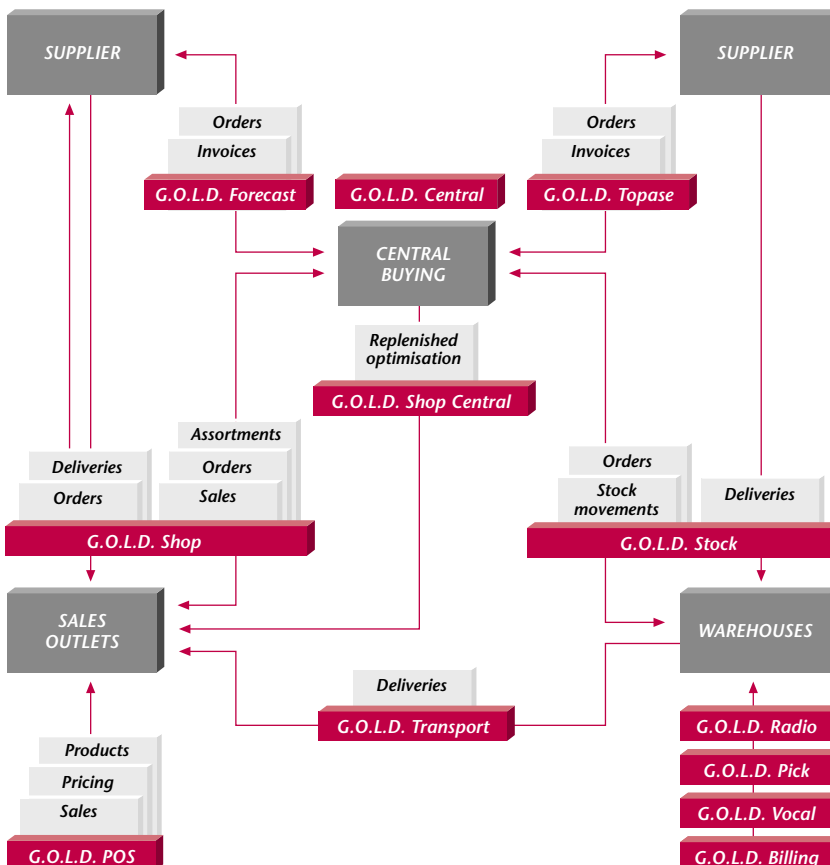 SUPPLIER
SUPPLIER
Orders
Invoices
G.O.L.D. Forecast
G.O.L.D. Central
Orders
Invoices
G.O.L.D. Topase
CENTRAL
BUYING
Replenished
optimisation
G.O.L.D. Shop Central
Deliveries
Orders
Assortments
Orders
Sales
G.O.L.D. Shop
Orders
Stock
movements
Deliveries
G.O.L.D. Stock
SALES
OUTLETS
WAREHOUSES
Deliveries
G.O.L.D. Transport
Products
Pricing
Sales
G.O.L.D. POS
G.O.L.D. Radio
G.O.L.D. Pick
G.O.L.D. Vocal
G.O.L.D. Billing